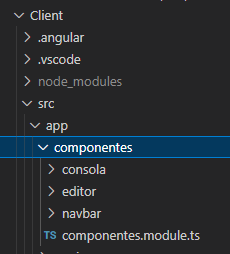 Client
.angular
.vscode
node_modules
src
app
componentes
consola
editor
navbar
TS componentes.module.ts